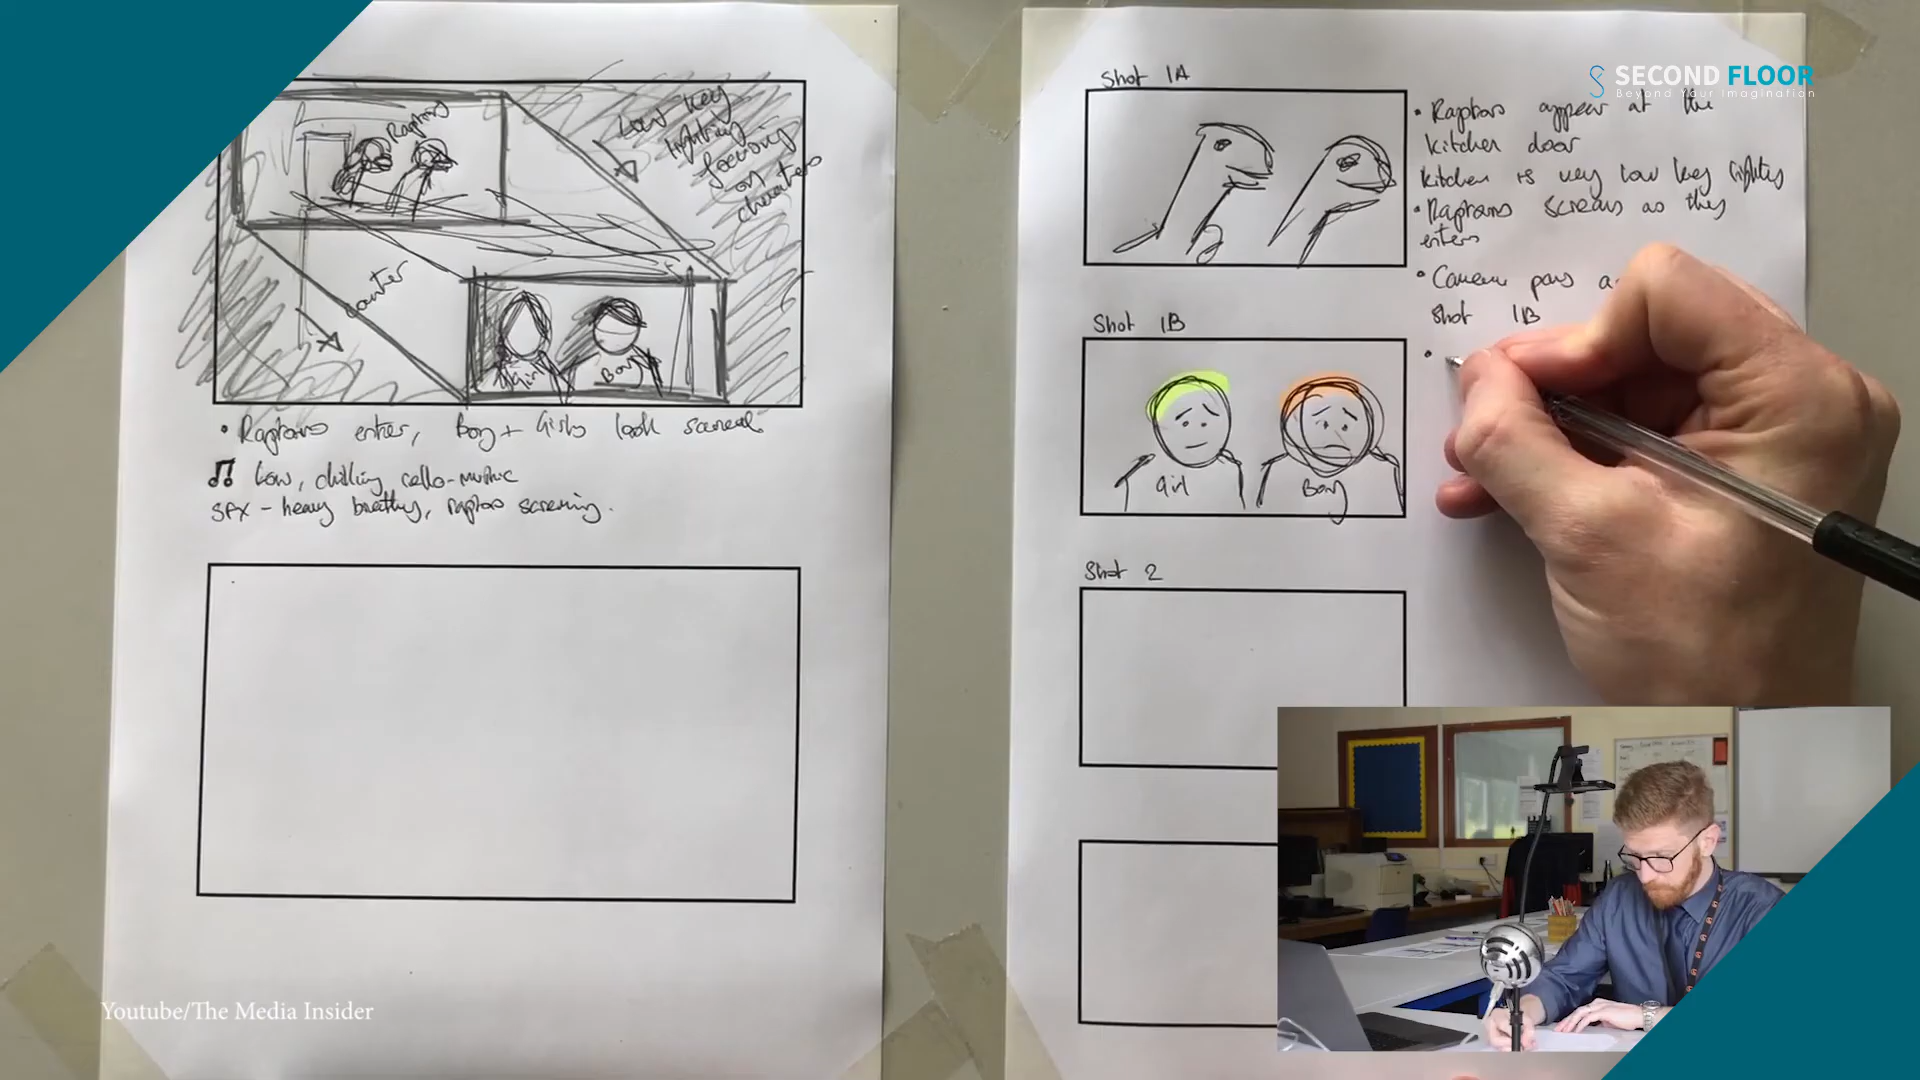 Raptors
Low key
lighting
focusing
on
characters
Counter
Girl
Boy
• Raptors enter, Boy + Girls look scared.
Low, chilling cello-music
SFX - heavy breathing, raptors screaming.
Shot 1A
• Raptors appear at the
kitchen door
kitchen is very low key lighting
• Raptors scream as they
enters
• Camera pans
Shot 1B
Shot 1B
Girl
Boy
Shot 2
SECOND FLOOR
Beyond Your Imagination
Youtube/The Media Insider